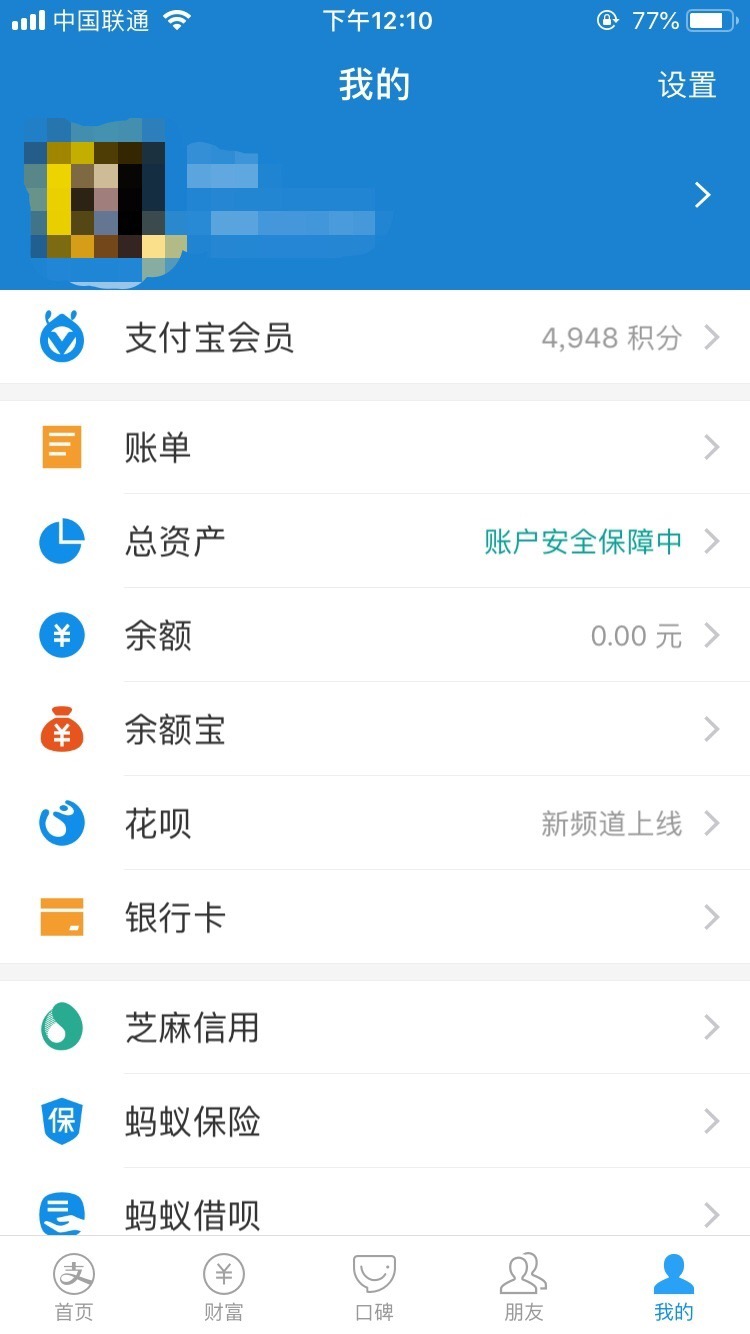 中国联通 下午12:10 77%
我的 设置
支付宝会员 4,948 积分
账单
总资产 账户安全保障中
¥ 余额 0.00 元
¥ 余额宝
花呗 新频道上线
银行卡
芝麻信用
保 蚂蚁保险
蚂蚁借呗
支 ¥
首页 财富 口碑 朋友 我的